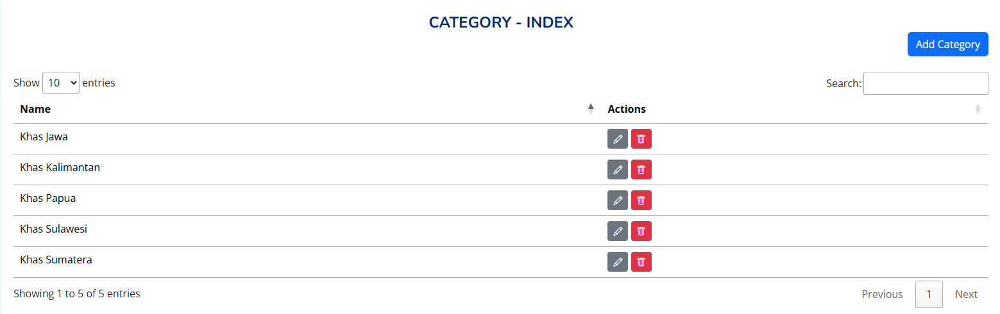 CATEGORY - INDEX
Add Category
Show 10 entries
Search:
Name Actions
Khas Jawa
Khas Kalimantan
Khas Papua
Khas Sulawesi
Khas Sumatera
Showing 1 to 5 of 5 entries
Previous 1 Next